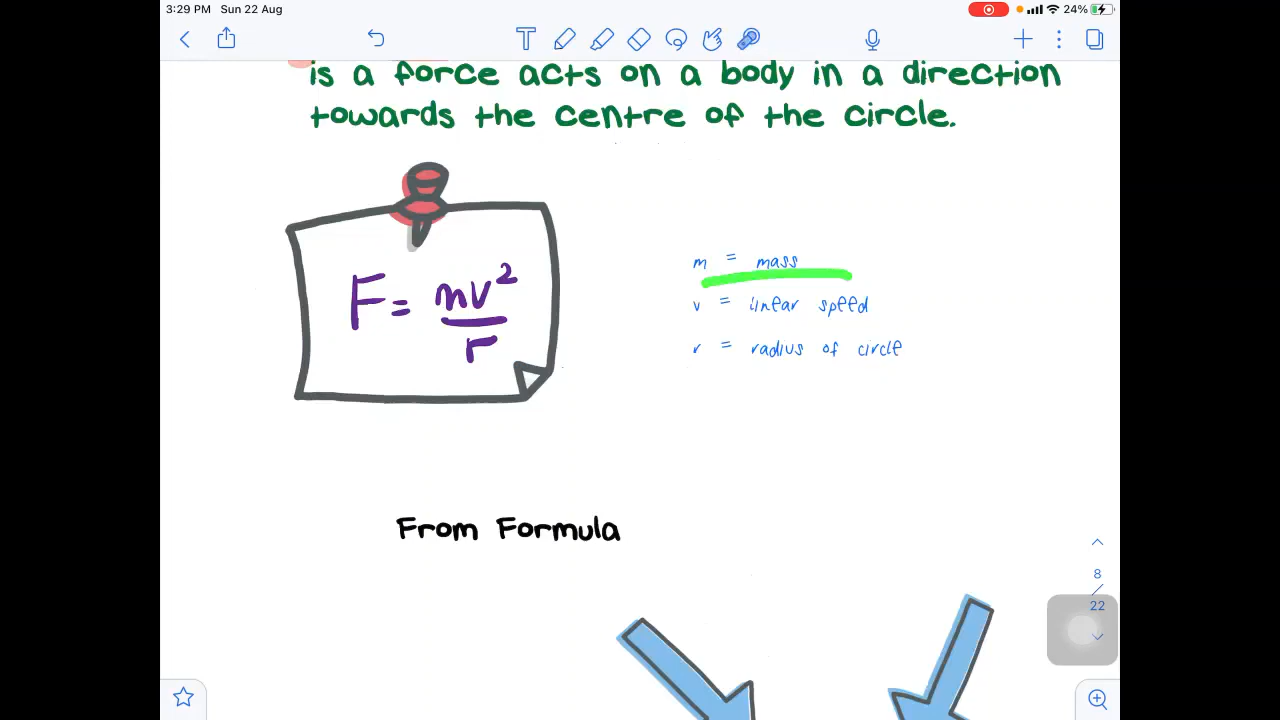 3:29 PM Sun 22 Aug
24%
T
is a force acts on a body in a direction
towards the centre of the circle.
F = mv²/r
m = mass
v = linear speed
r = radius of circle
From Formula
8
/
22